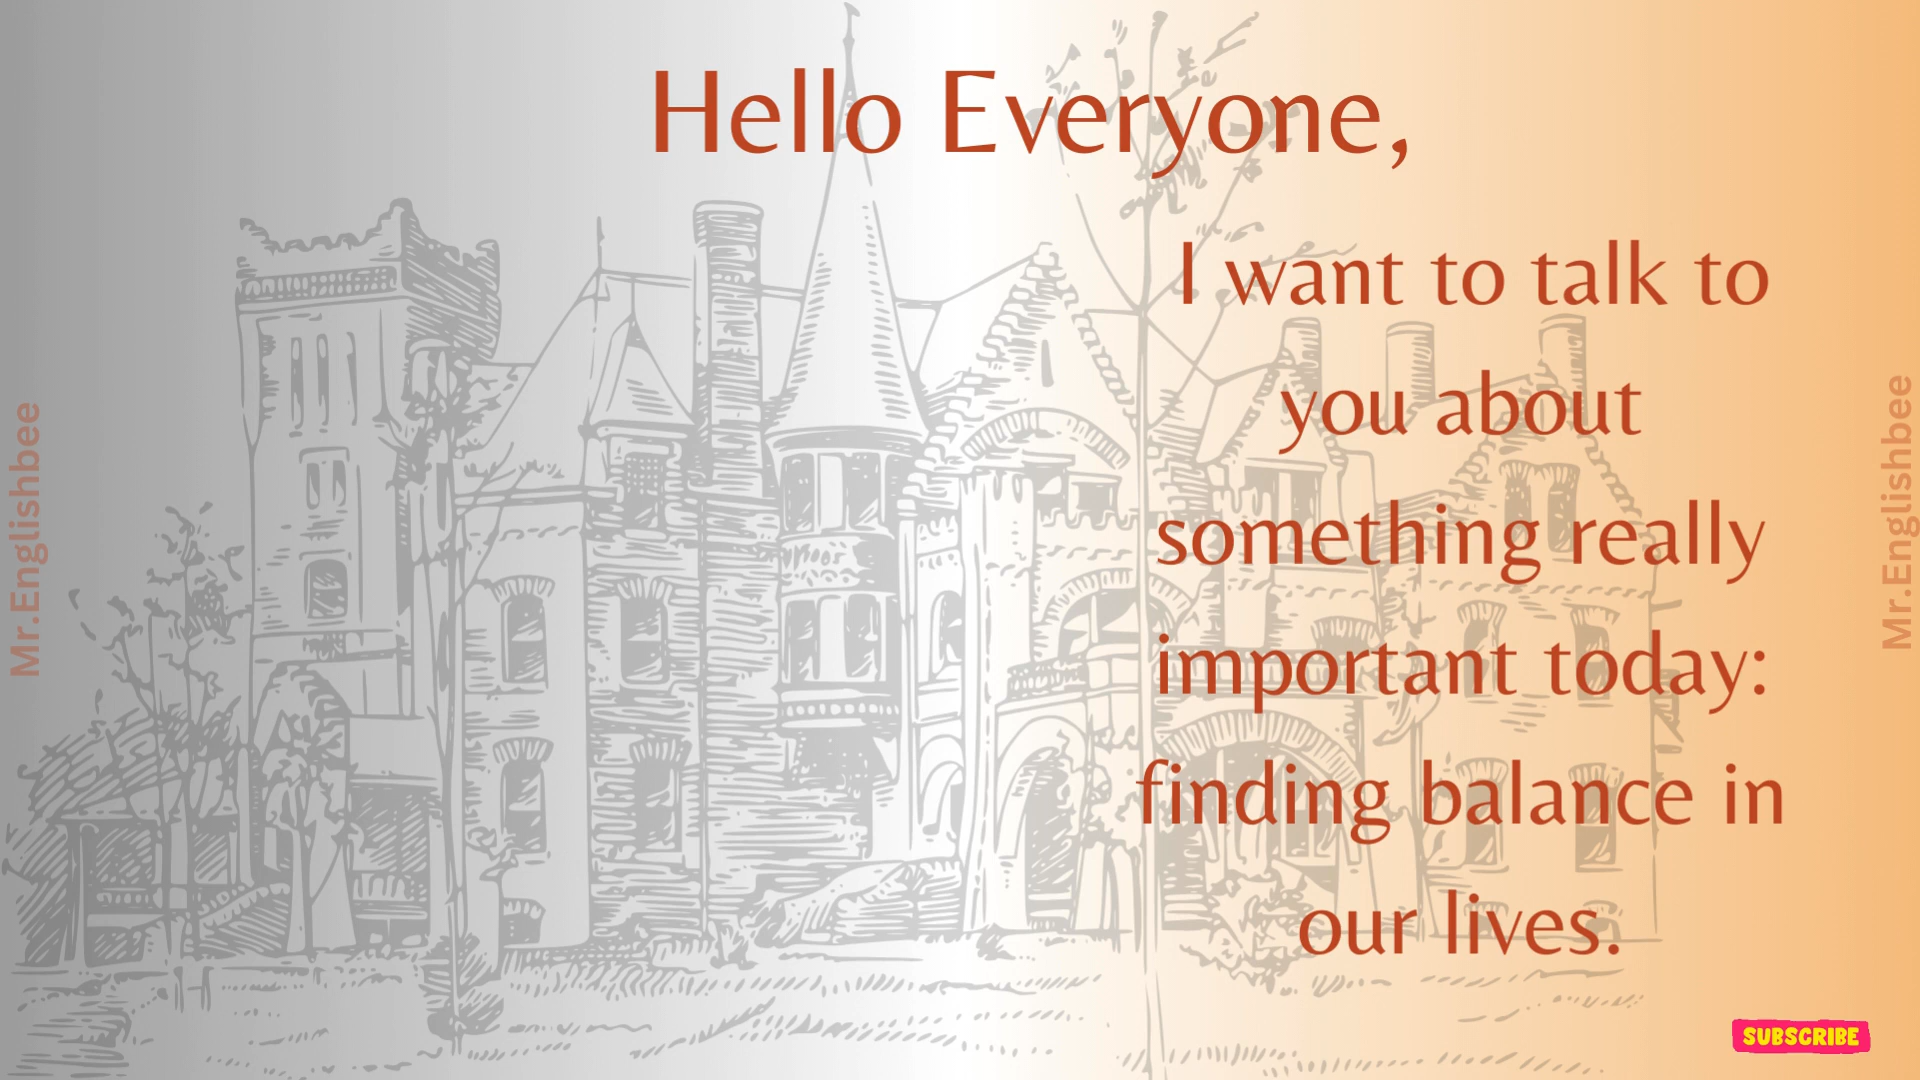 Hello Everyone,
I want to talk to
you about
something really
important today:
finding balance in
our lives.
Mr.Englishbee
Mr.Englishbee
SUBSCRIBE